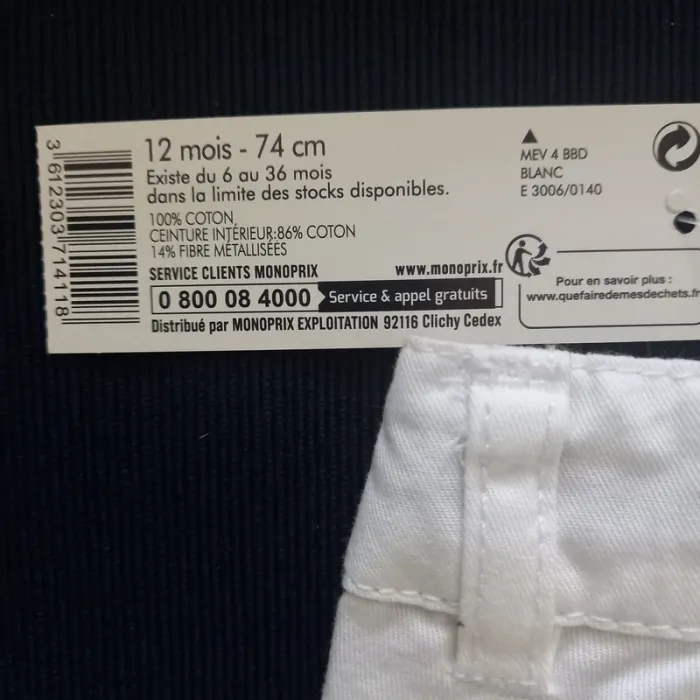 3 612303 714118
12 mois - 74 cm
Existe du 6 au 36 mois
dans la limite des stocks disponibles.
100% COTON,
CEINTURE INTÉRIEUR:86% COTON
14% FIBRE MÉTALLISÉES
SERVICE CLIENTS MONOPRIX www.monoprix.fr
0 800 08 4000 Service & appel gratuits
Distribué par MONOPRIX EXPLOITATION 92116 Clichy Cedex
MEV 4 BBD
BLANC
E 3006/0140
Pour en savoir plus :
www.quefairedemesdechets.fr